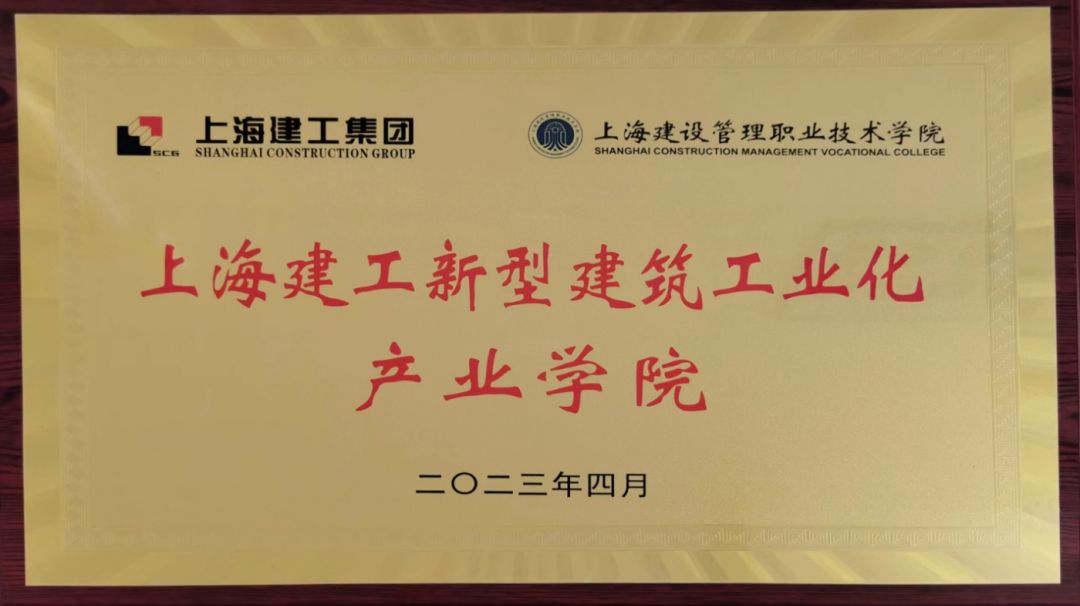 SCG
上海建工集团
SHANGHAI CONSTRUCTION GROUP
上海建设管理职业技术学院
SHANGHAI CONSTRUCTION MANAGEMENT VOCATIONAL COLLEGE
上海建工新型建筑工业化
产业学院
二〇二三年四月